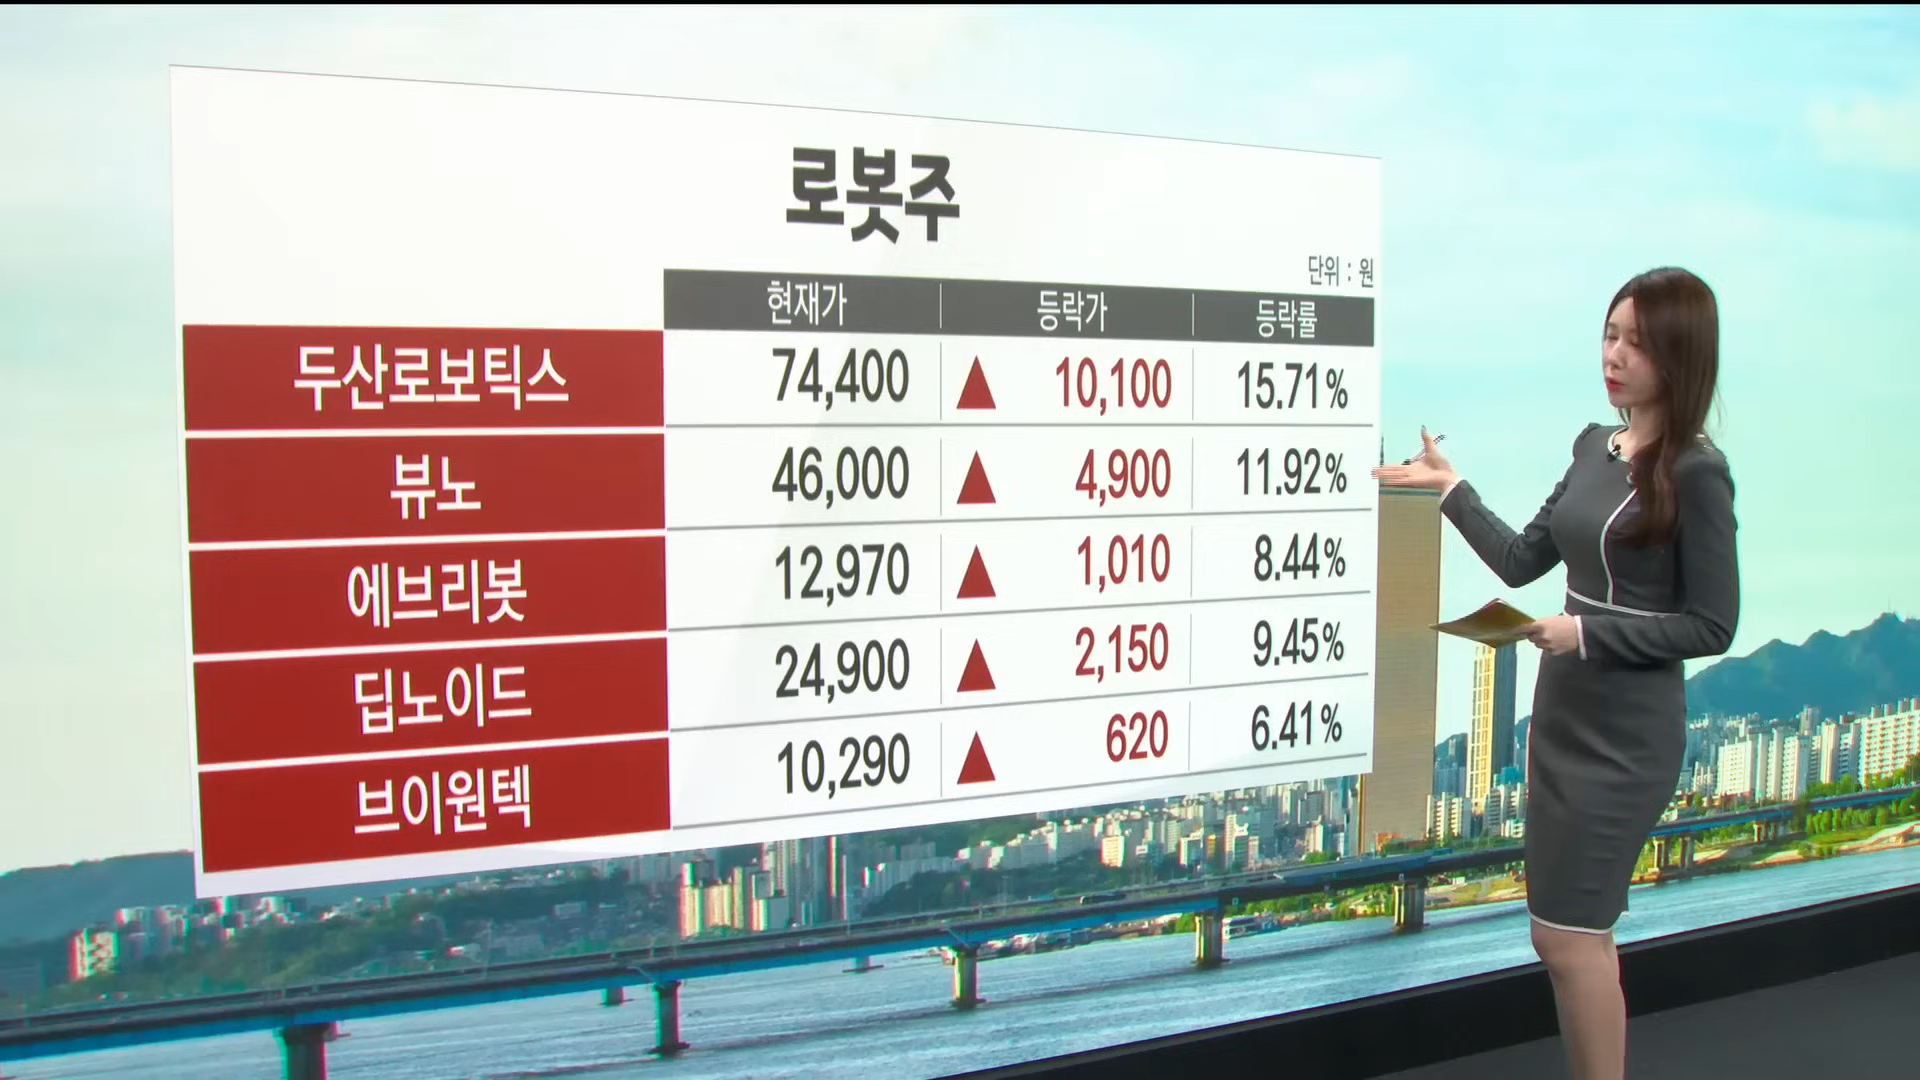 로봇주
단위 : 원
현재가 등락가 등락률
두산로보틱스 74,400 ▲ 10,100 15.71%
뷰노 46,000 ▲ 4,900 11.92%
에브리봇 12,970 ▲ 1,010 8.44%
딥노이드 24,900 ▲ 2,150 9.45%
브이원텍 10,290 ▲ 620 6.41%